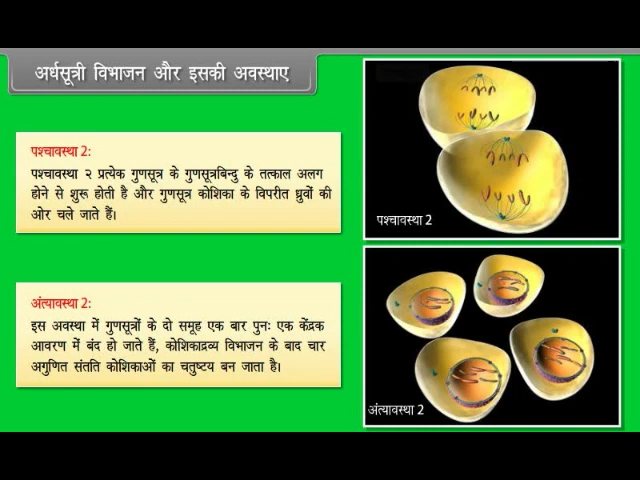 अर्धसूत्री विभाजन और इसकी अवस्थाए
पश्चावस्था 2:
पश्चावस्था २ प्रत्येक गुणसूत्र के गुणसूत्रबिन्दु के तत्काल अलग
होने से शुरू होती है और गुणसूत्र कोशिका के विपरीत ध्रुवों की
ओर चले जाते हैं।
पश्चावस्था 2
अंत्यावस्था 2:
इस अवस्था में गुणसूत्रों के दो समूह एक बार पुनः एक केंद्रक
आवरण में बंद हो जाते हैं, कोशिकाद्रव्य विभाजन के बाद चार
अगुणित संतति कोशिकाओं का चतुष्टय बन जाता है।
अंत्यावस्था 2